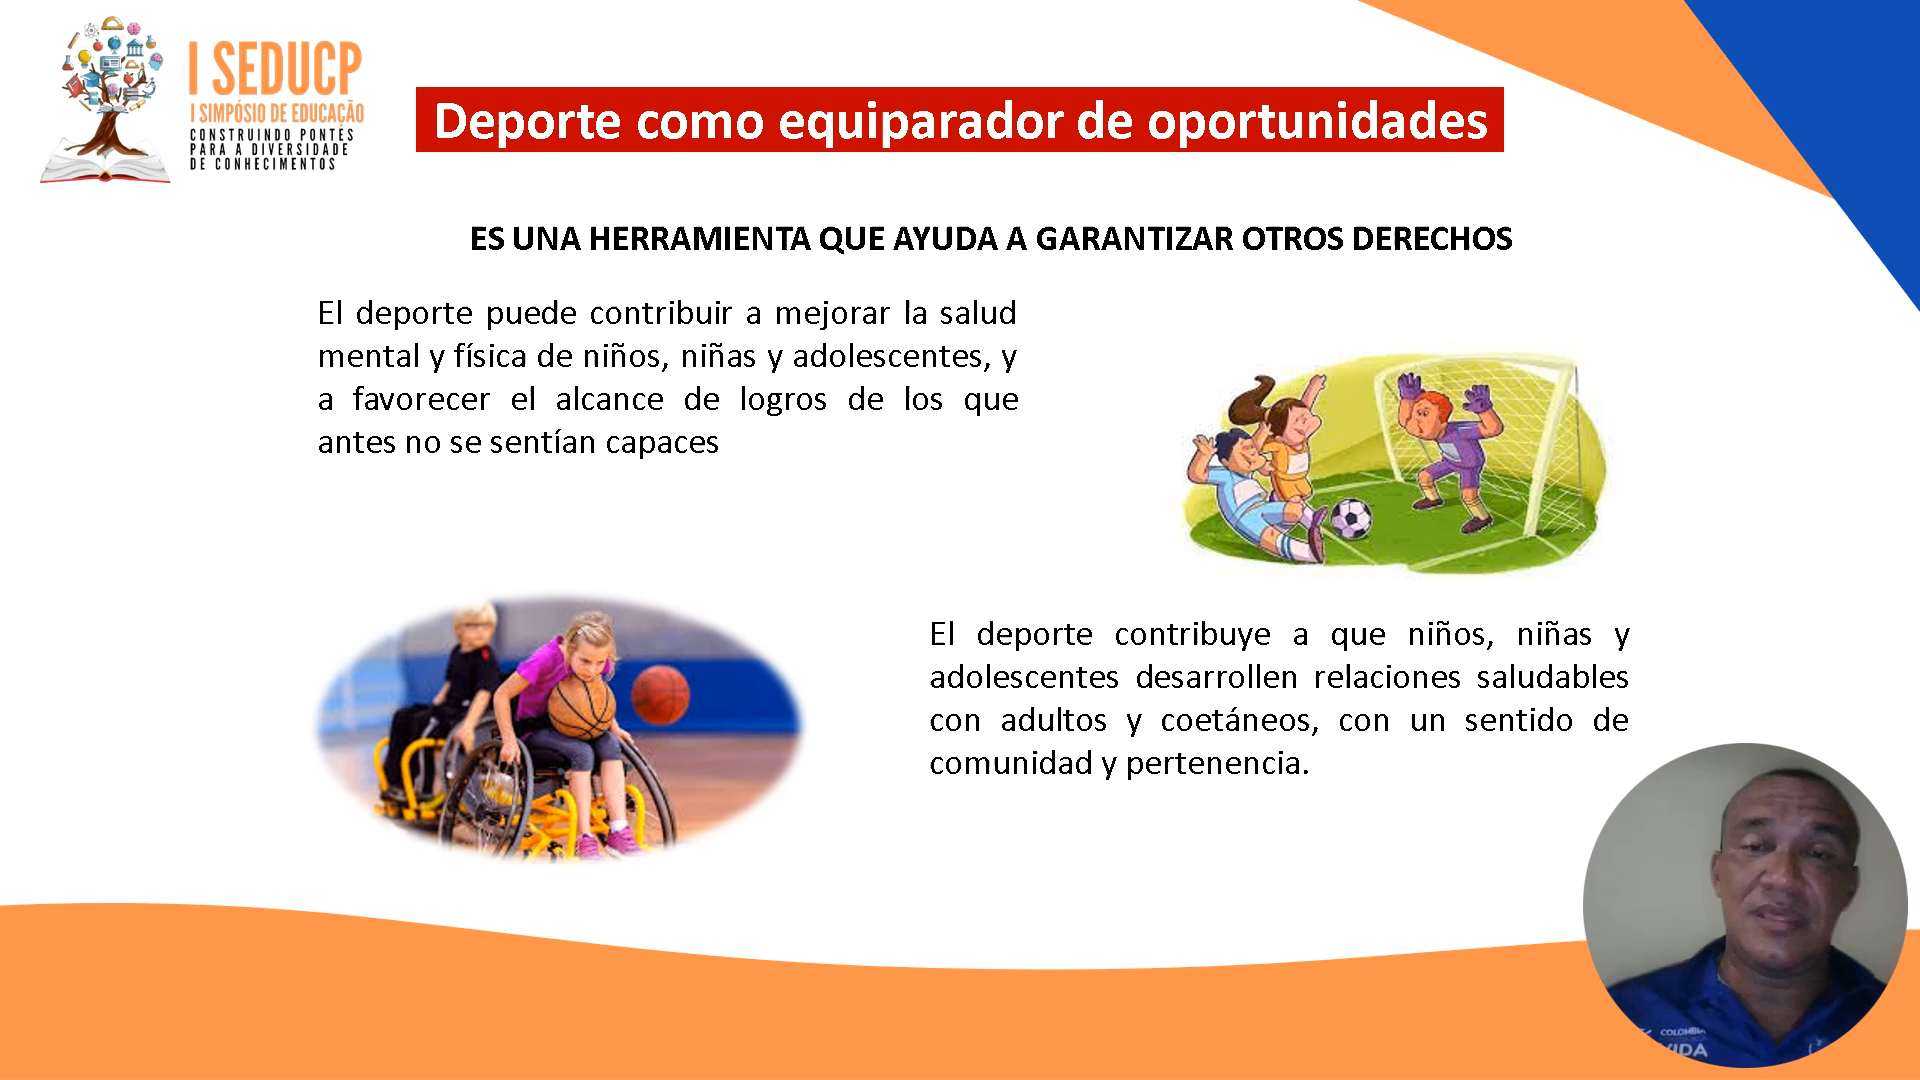 I SEDUCP
I SIMPÓSIO DE EDUCAÇÃO
CONSTRUINDO PONTES
PARA A DIVERSIDADE
DE CONHECIMENTOS
Deporte como equiparador de oportunidades
ES UNA HERRAMIENTA QUE AYUDA A GARANTIZAR OTROS DERECHOS
El deporte puede contribuir a mejorar la salud
mental y física de niños, niñas y adolescentes, y
a favorecer el alcance de logros de los que
antes no se sentían capaces
El deporte contribuye a que niños, niñas y
adolescentes desarrollen relaciones saludables
con adultos y coetáneos, con un sentido de
comunidad y pertenencia.
COLOMBIA